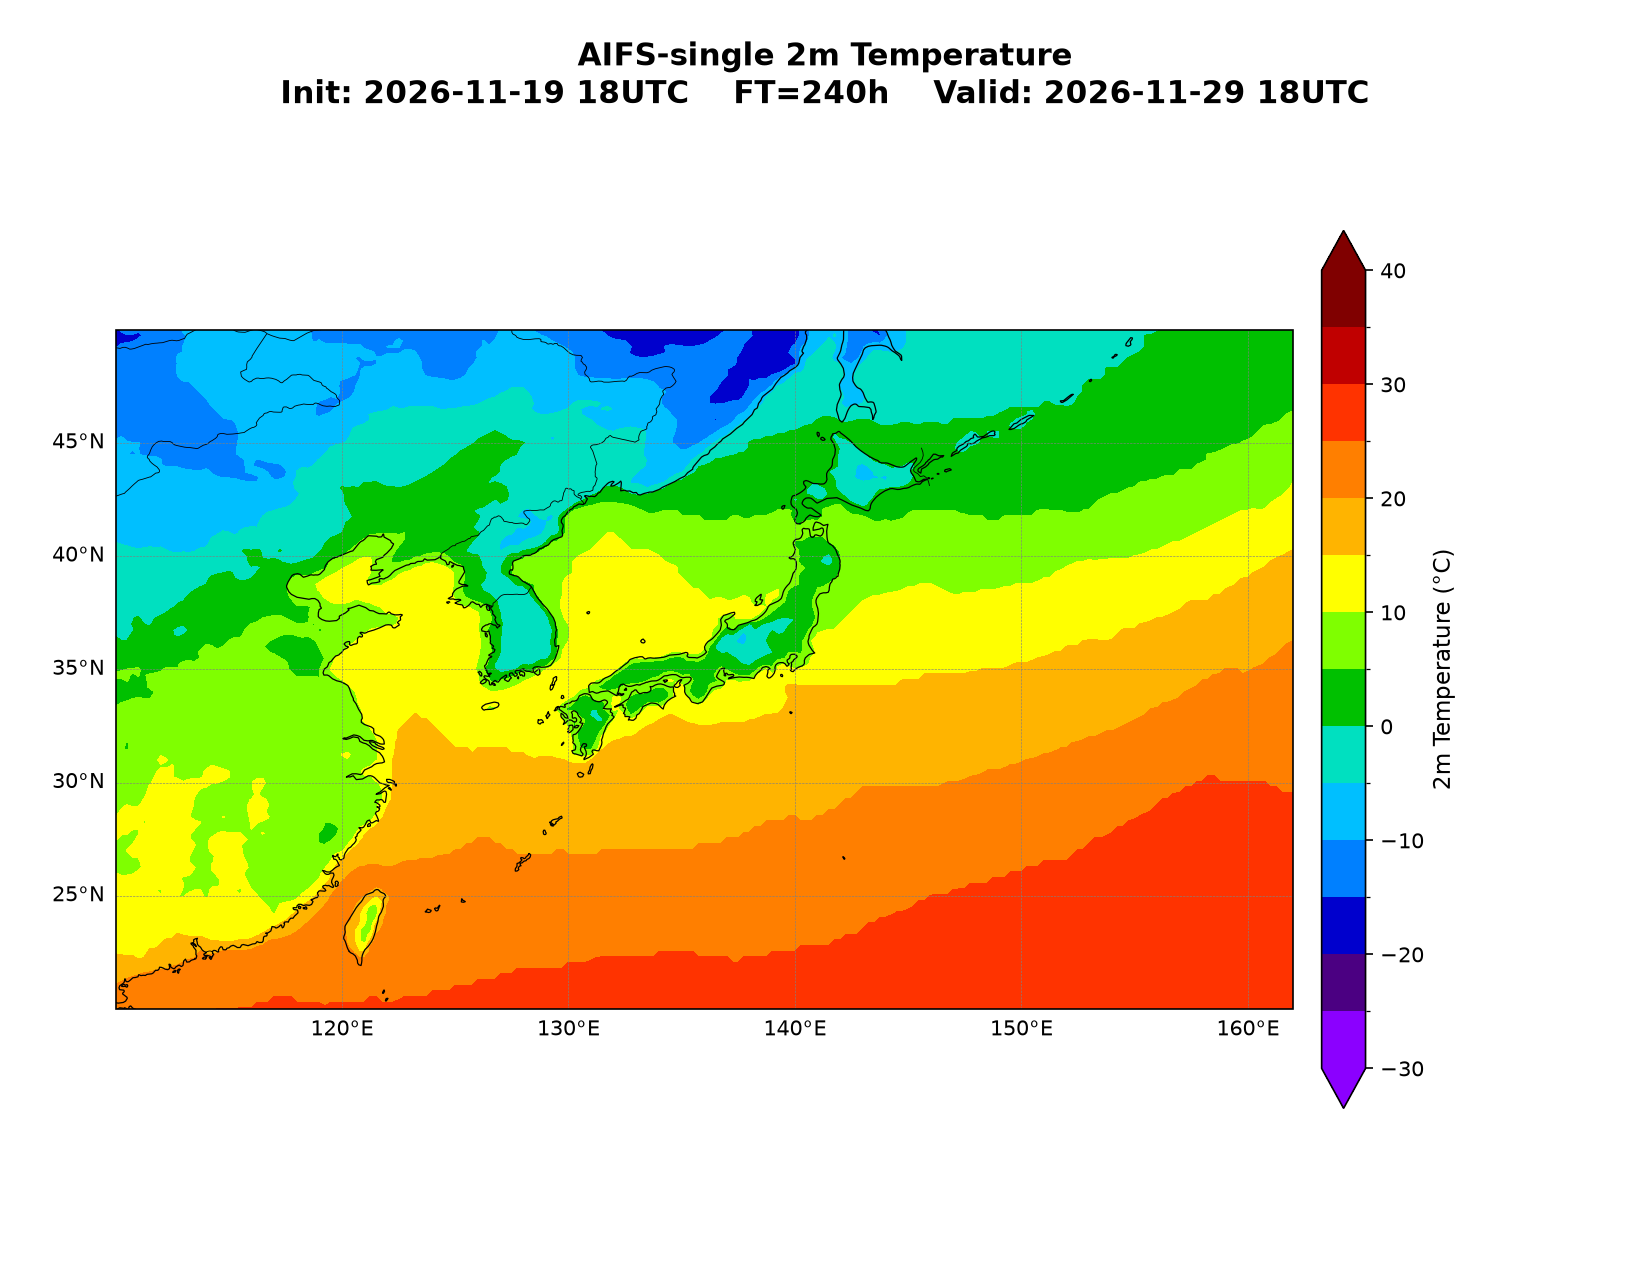 AIFS-single 2m Temperature
Init: 2026-11-19 18UTC    FT=240h    Valid: 2026-11-29 18UTC
45°N
40°N
35°N
30°N
25°N
120°E
130°E
140°E
150°E
160°E
40
30
20
10
0
−10
−20
−30
2m Temperature (°C)